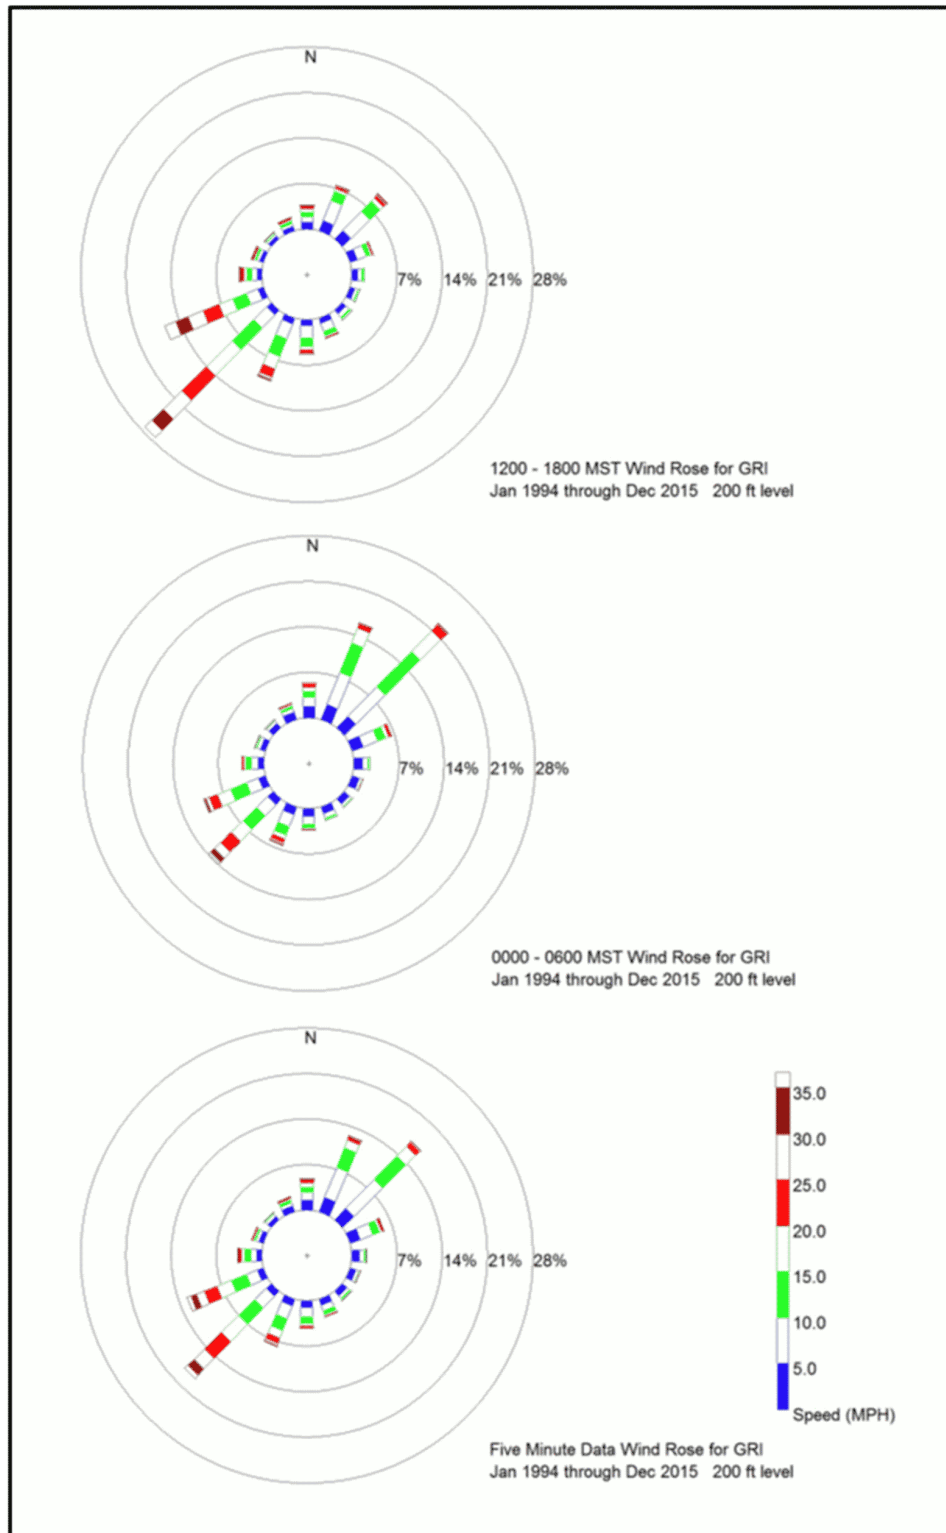 N
7% 14% 21% 28%
1200 - 1800 MST Wind Rose for GRI
Jan 1994 through Dec 2015 200 ft level
N
7% 14% 21% 28%
0000 - 0600 MST Wind Rose for GRI
Jan 1994 through Dec 2015 200 ft level
N
7% 14% 21% 28%
35.0
30.0
25.0
20.0
15.0
10.0
5.0
Speed (MPH)
Five Minute Data Wind Rose for GRI
Jan 1994 through Dec 2015 200 ft level